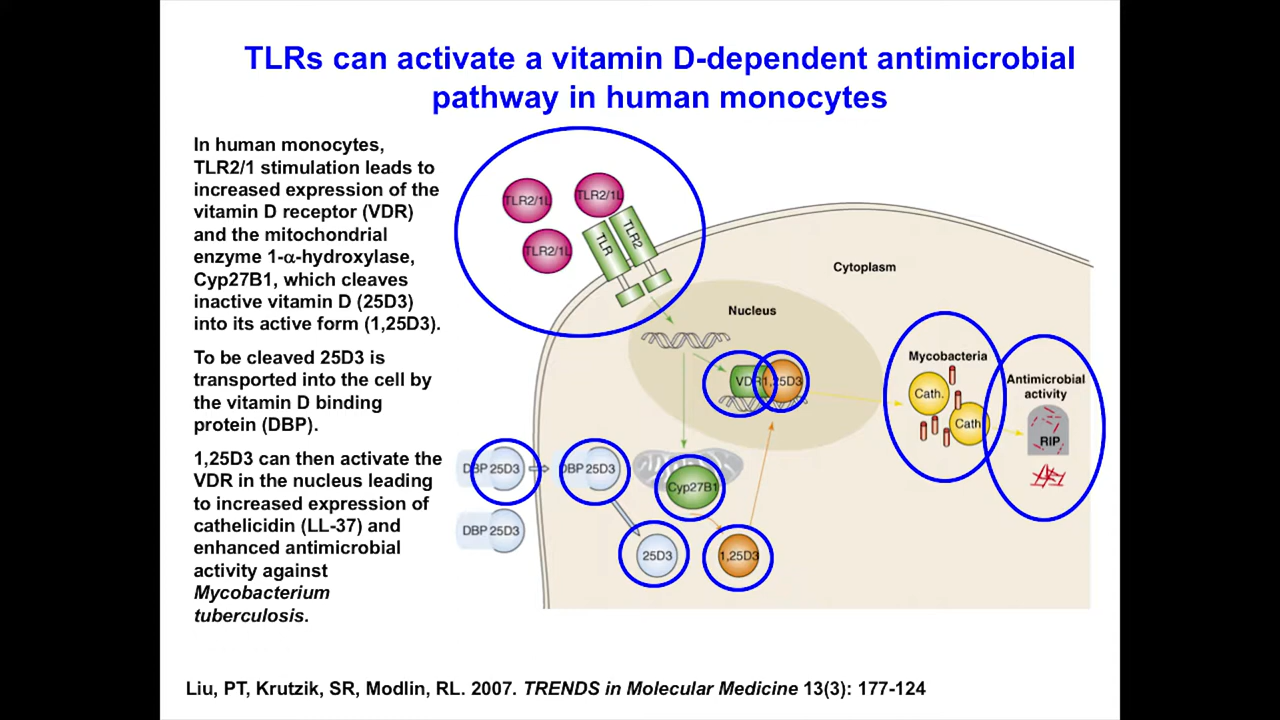 TLRs can activate a vitamin D-dependent antimicrobial
pathway in human monocytes
In human monocytes,
TLR2/1 stimulation leads to
increased expression of the
vitamin D receptor (VDR)
and the mitochondrial
enzyme 1-α-hydroxylase,
Cyp27B1, which cleaves
inactive vitamin D (25D3)
into its active form (1,25D3).
To be cleaved 25D3 is
transported into the cell by
the vitamin D binding
protein (DBP).
1,25D3 can then activate the
VDR in the nucleus leading
to increased expression of
cathelicidin (LL-37) and
enhanced antimicrobial
activity against
Mycobacterium
tuberculosis.
TLR2/1L
TLR2/1L
TLR2/1L
TLR
TLR2
Cytoplasm
Nucleus
VDR
1,25D3
Mycobacteria
Cath.
Cath
Antimicrobial
activity
RIP
DBP 25D3
DBP 25D3
DBP 25D3
Cyp27B1
25D3
1,25D3
Liu, PT, Krutzik, SR, Modlin, RL. 2007. TRENDS in Molecular Medicine 13(3): 177-124